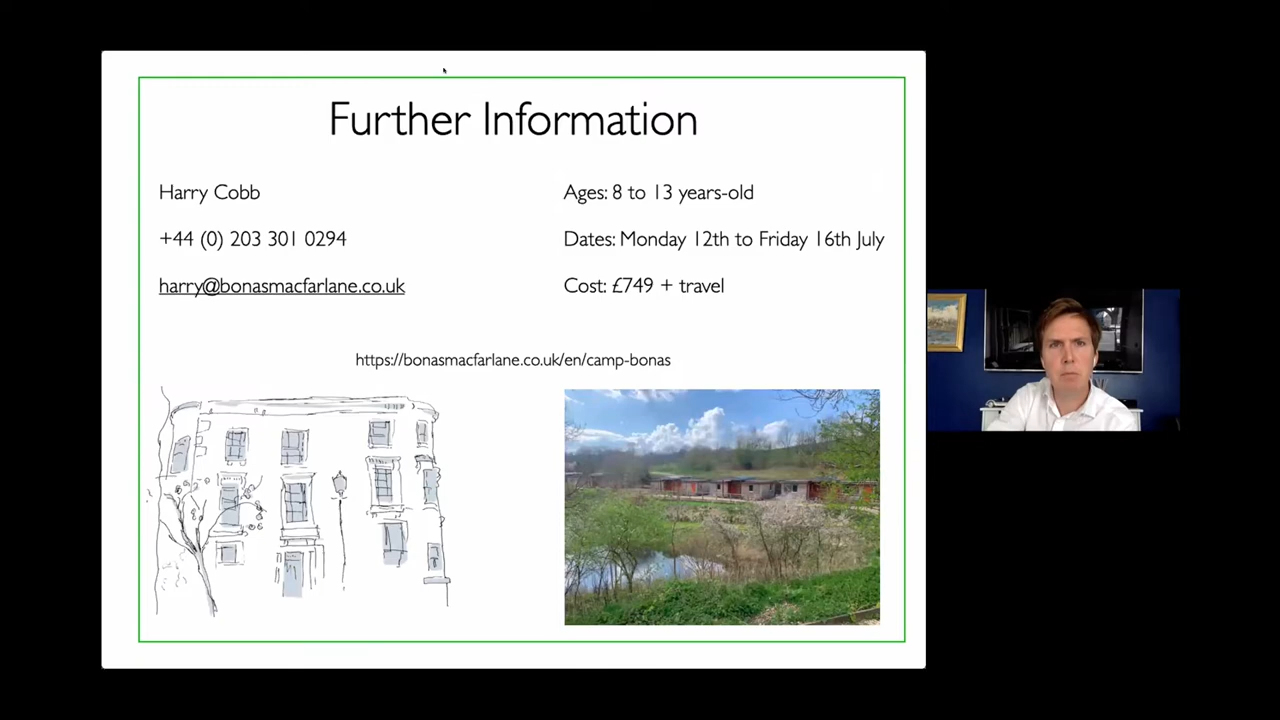 Further Information
Harry Cobb
+44 (0) 203 301 0294
harry@bonasmacfarlane.co.uk
Ages: 8 to 13 years-old
Dates: Monday 12th to Friday 16th July
Cost: £749 + travel
https://bonasmacfarlane.co.uk/en/camp-bonas